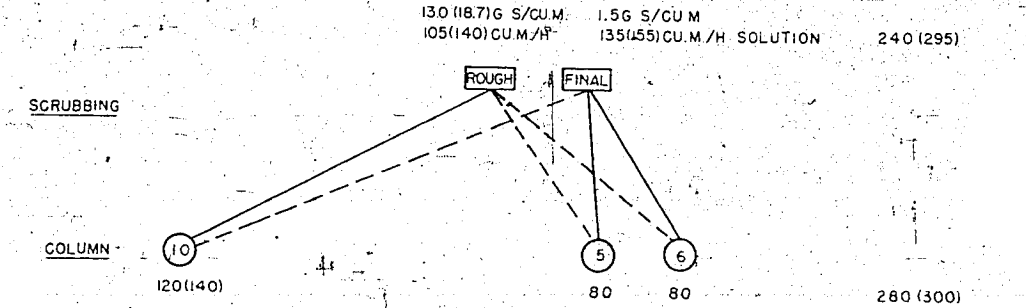 13.0 (18.7)G S/CU.M. 1.5G S/CU M
105(140) CU.M./H 135(155)CU.M./H SOLUTION 240 (295)
ROUGH FINAL
SCRUBBING
COLUMN 10 5 6
120(140) 80 80 280 (300)